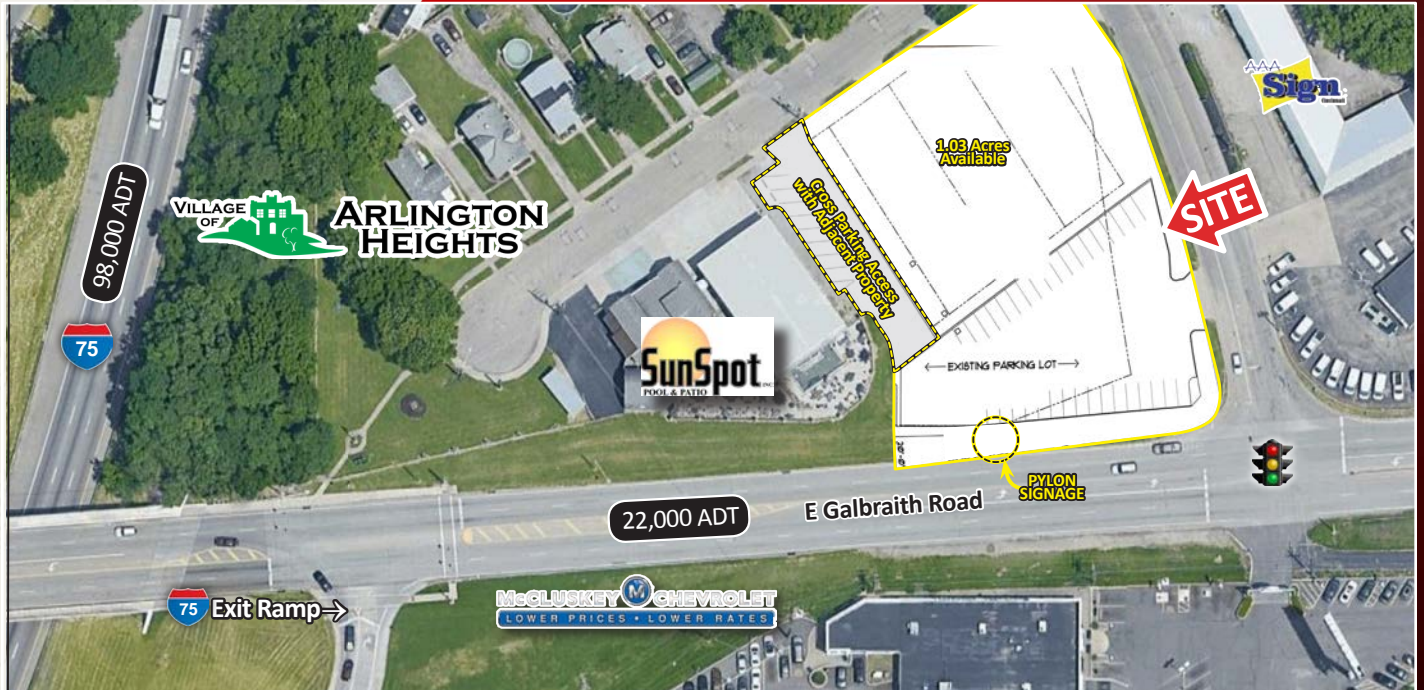 98,000 ADT
75
VILLAGE
OF
ARLINGTON
HEIGHTS
SunSpot
POOL & PATIO
Cross Parking Access
with Adjacent Property
1.03 Acres
Available
AAA
Sign
Cincinnati
SITE
← EXISTING PARKING LOT →
PYLON
SIGNAGE
22,000 ADT
E Galbraith Road
75
Exit Ramp→
McCLUSKEY M CHEVROLET
LOWER PRICES • LOWER RATES